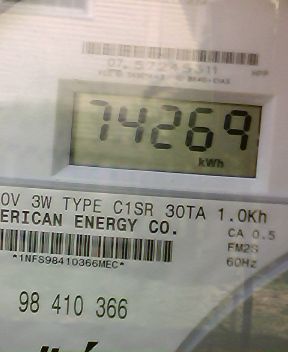 74269
kWh
0V 3W TYPE C1SR 30TA 1.0Kh
ERICAN ENERGY CO.
CA 0.5
*1NFS98410366MEC*
FM2S
60Hz
98 410 366